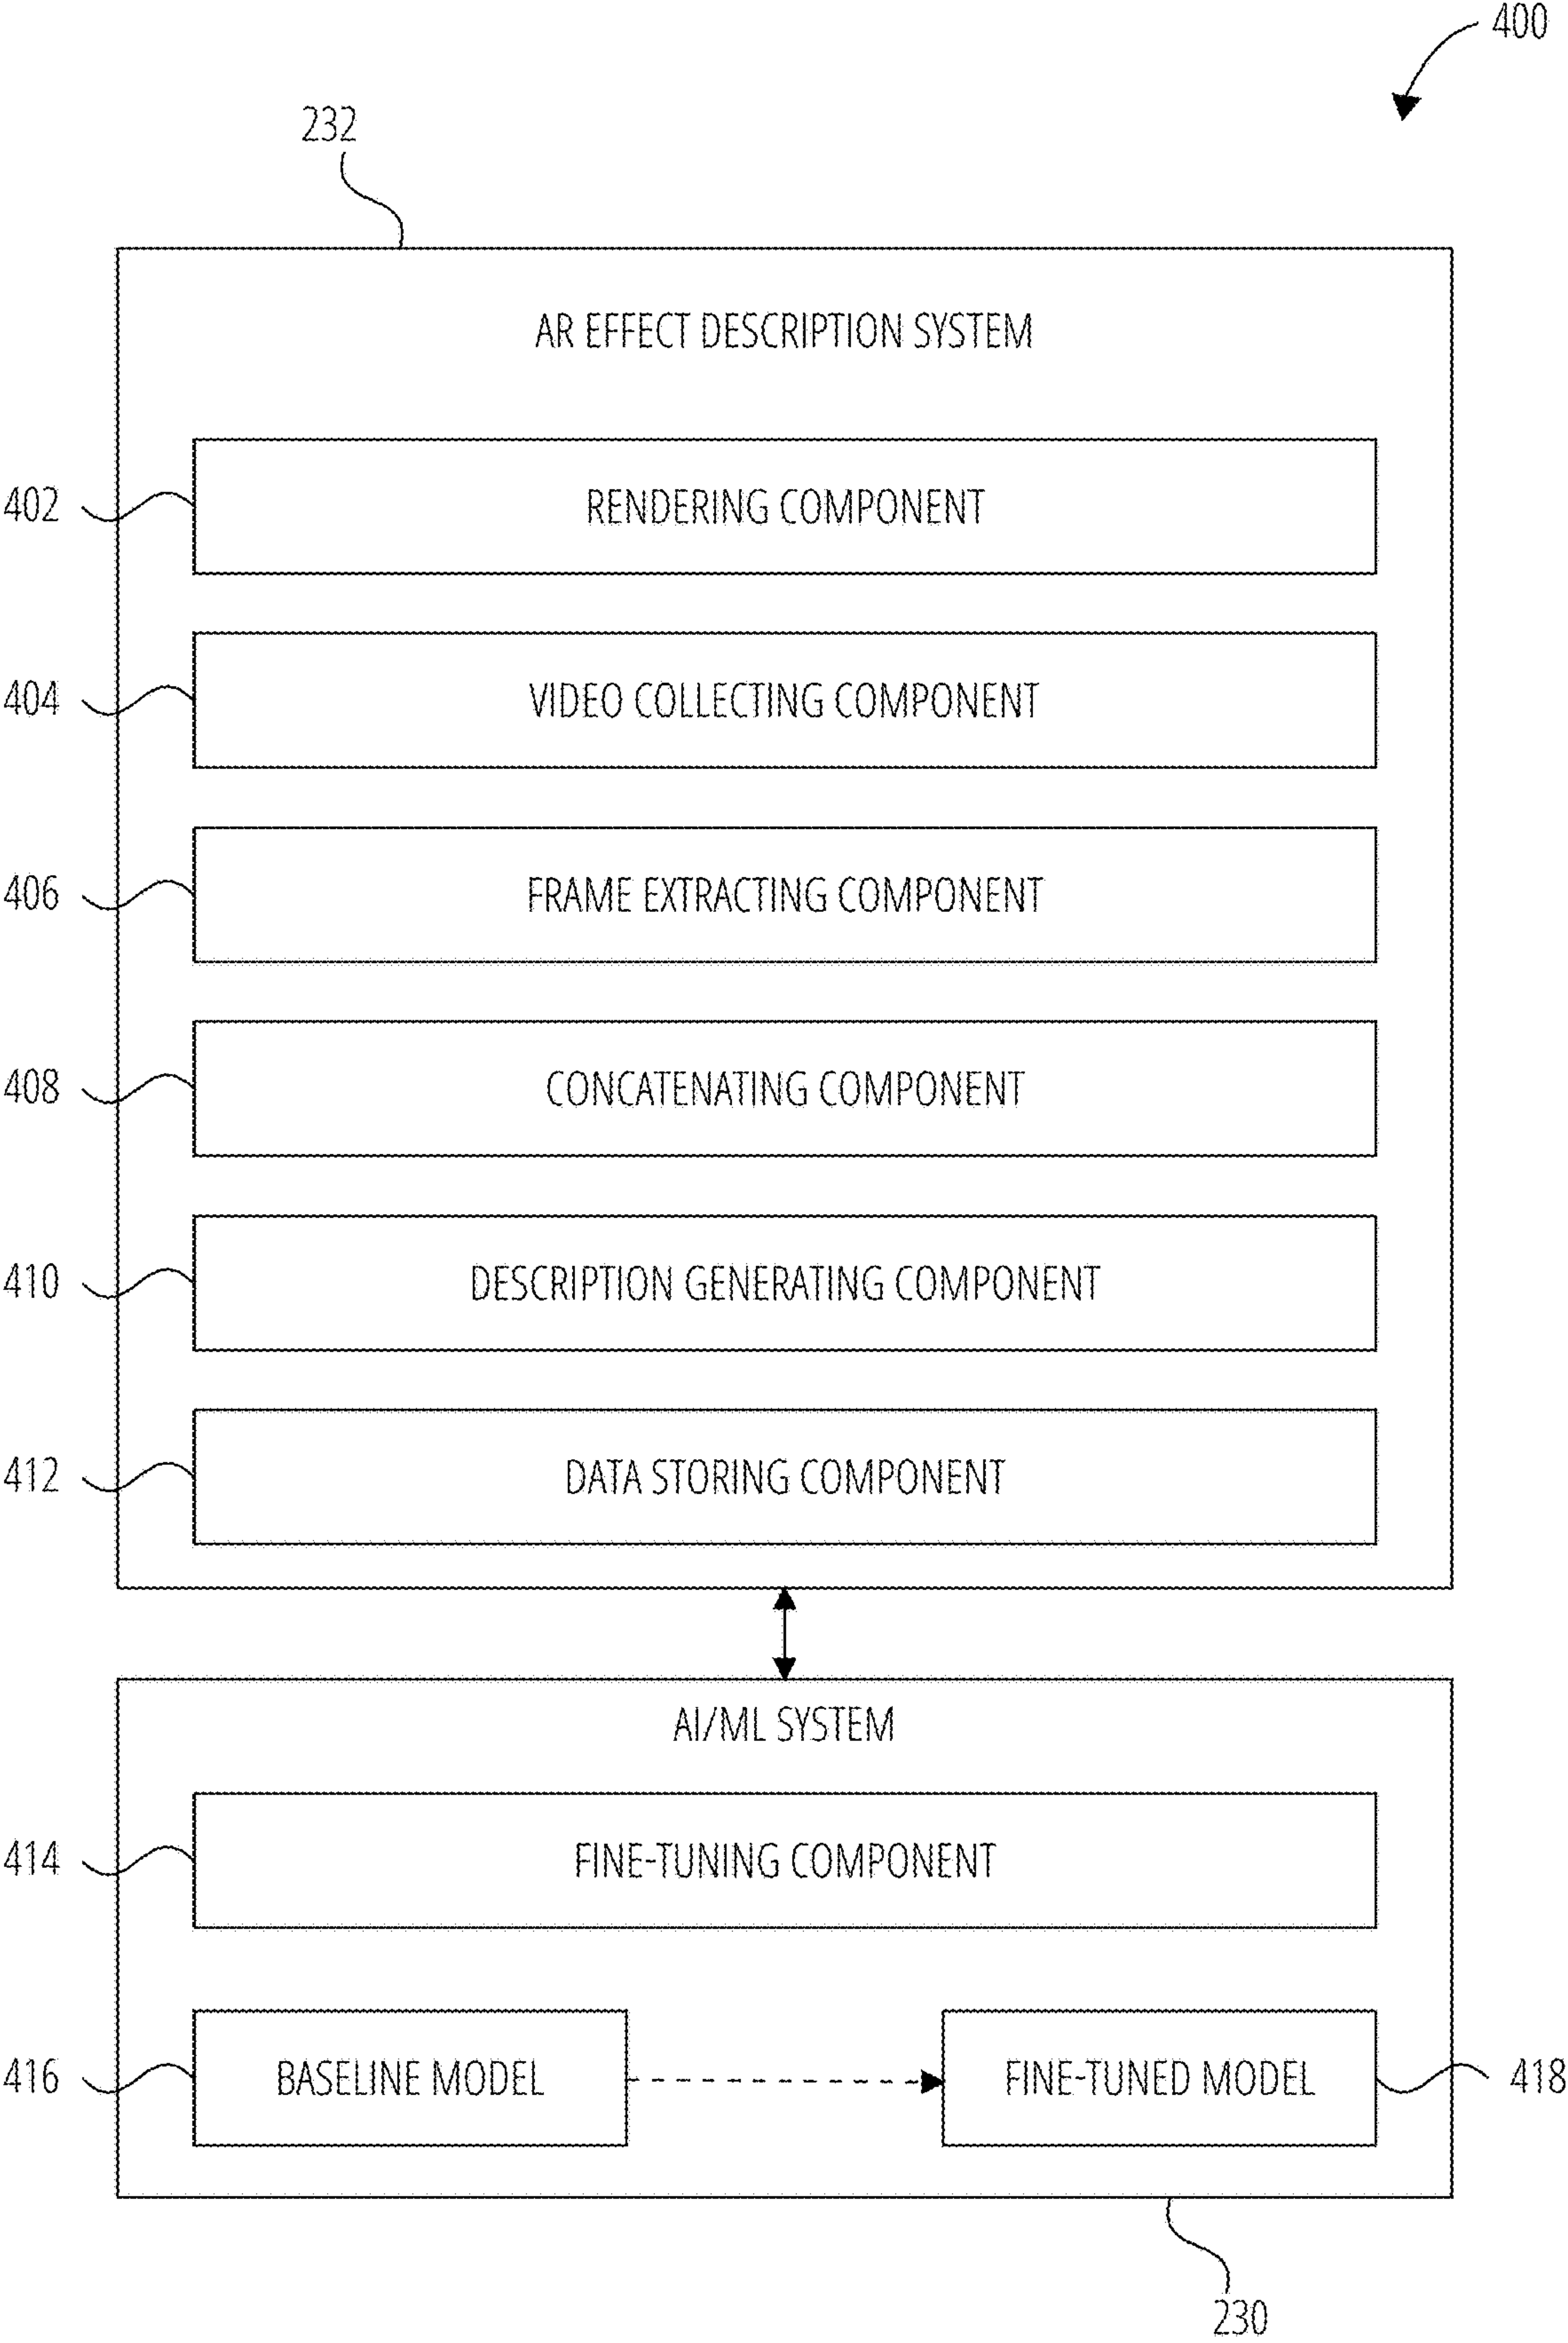 400
232
AR EFFECT DESCRIPTION SYSTEM
402 RENDERING COMPONENT
404 VIDEO COLLECTING COMPONENT
406 FRAME EXTRACTING COMPONENT
408 CONCATENATING COMPONENT
410 DESCRIPTION GENERATING COMPONENT
412 DATA STORING COMPONENT
AI/ML SYSTEM
414 FINE-TUNING COMPONENT
416 BASELINE MODEL FINE-TUNED MODEL 418
230